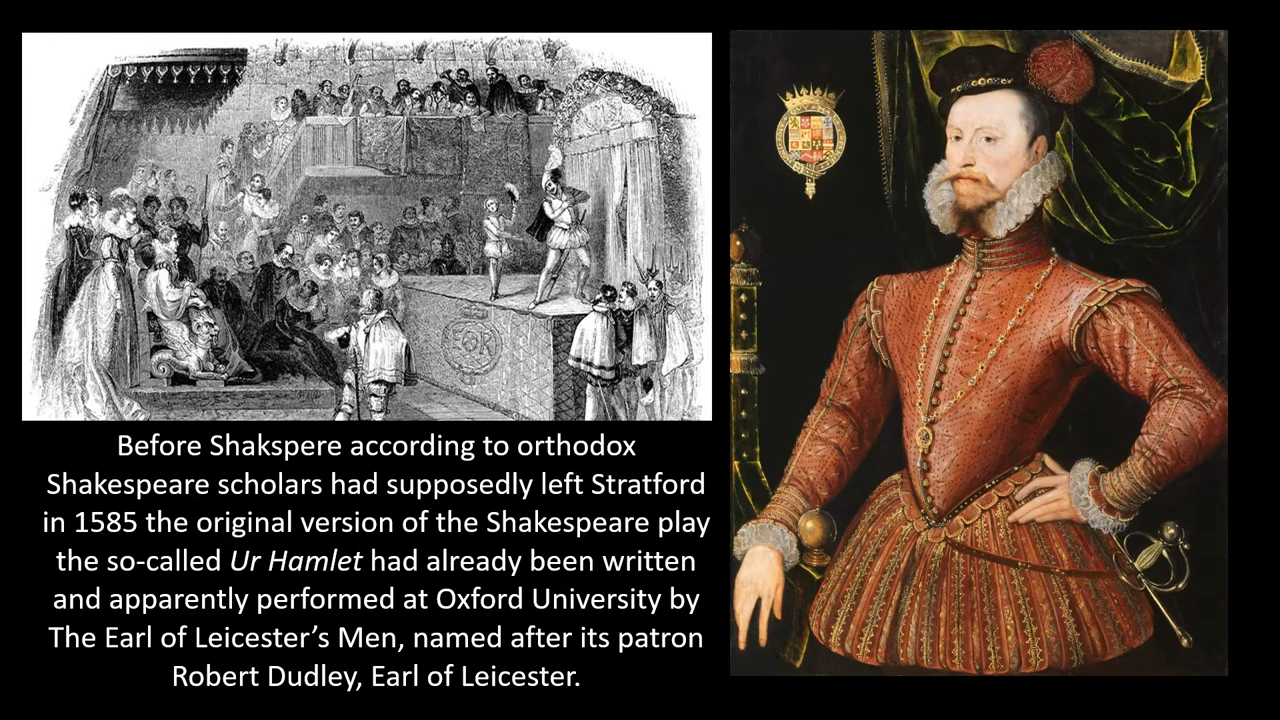 Before Shakspere according to orthodox
Shakespeare scholars had supposedly left Stratford
in 1585 the original version of the Shakespeare play
the so-called Ur Hamlet had already been written
and apparently performed at Oxford University by
The Earl of Leicester’s Men, named after its patron
Robert Dudley, Earl of Leicester.